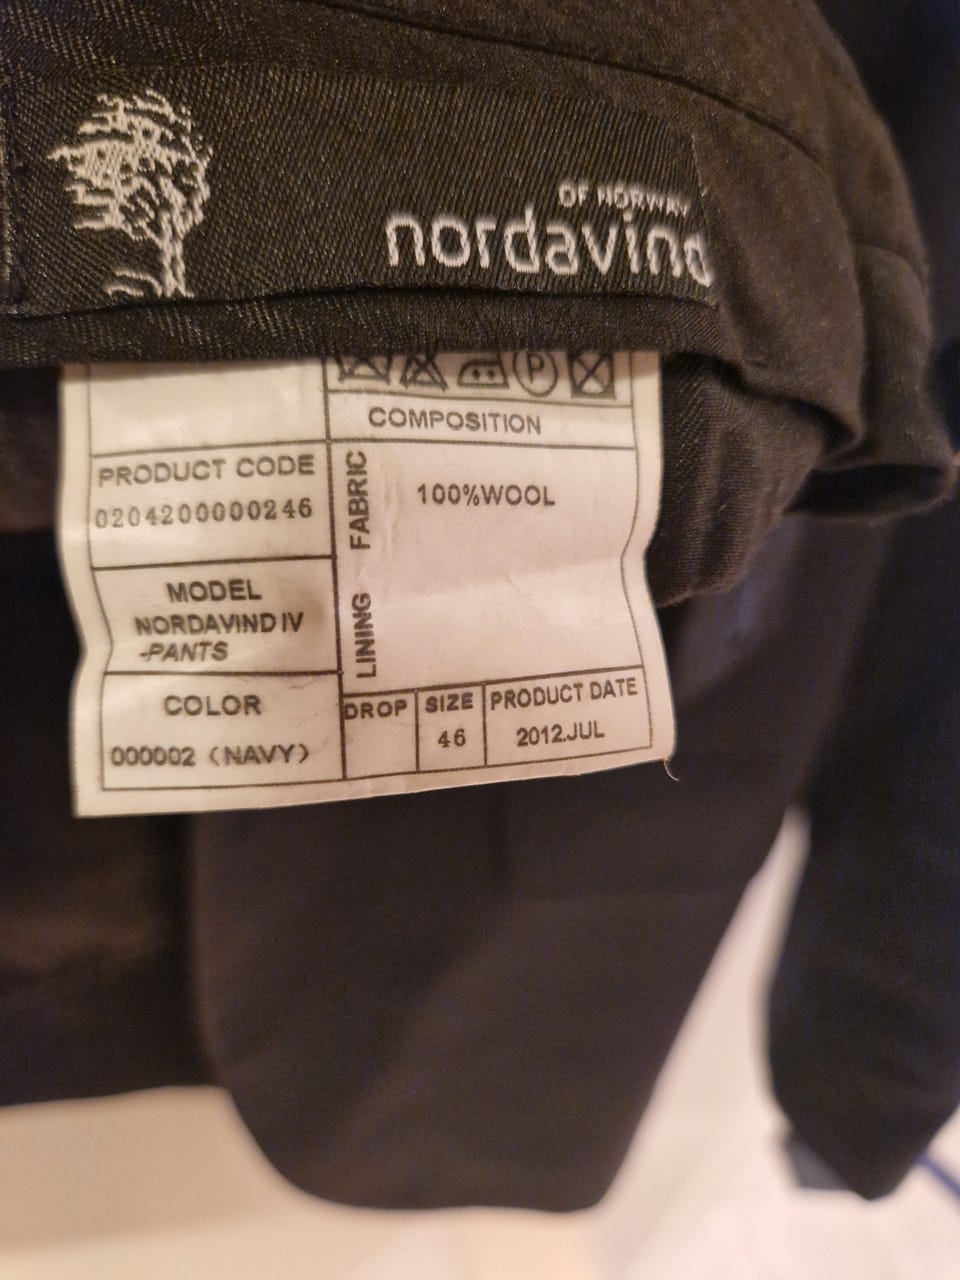 OF NORWAY
nordavind
P
COMPOSITION
PRODUCT CODE
0204200000246
FABRIC
100%WOOL
MODEL
NORDAVIND IV
-PANTS
LINING
COLOR
000002 (NAVY)
DROP
SIZE
46
PRODUCT DATE
2012.JUL